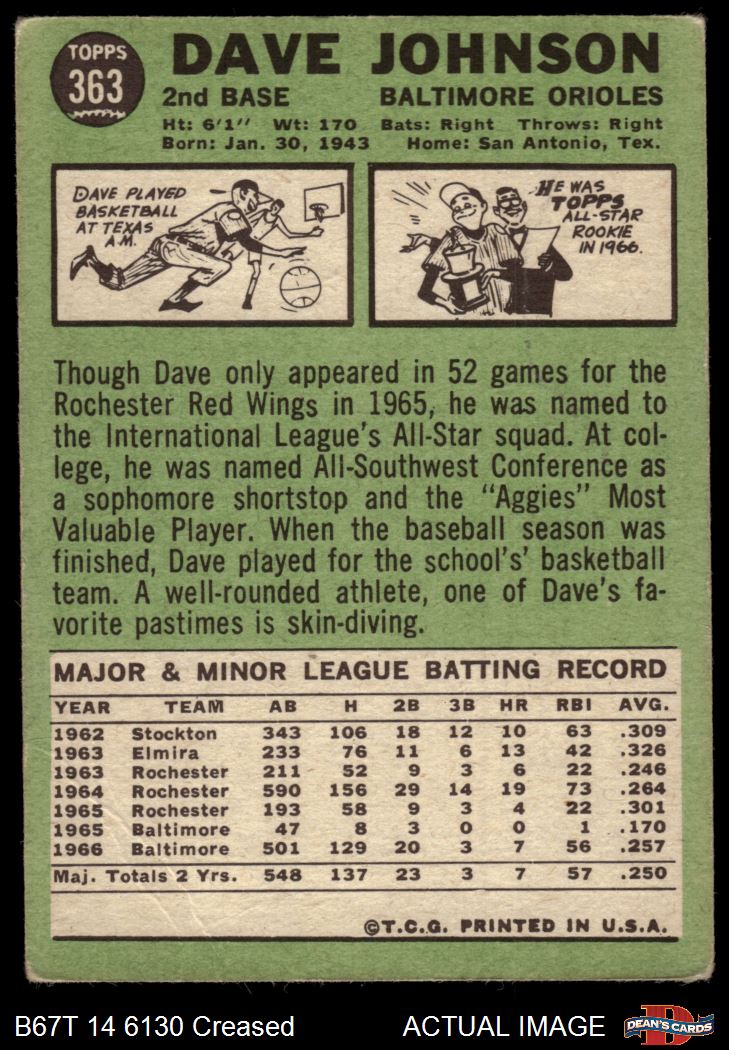 TOPPS
363
DAVE JOHNSON
2nd BASE BALTIMORE ORIOLES
Ht: 6'1" Wt: 170 Bats: Right Throws: Right
Born: Jan. 30, 1943 Home: San Antonio, Tex.
DAVE PLAYED
BASKETBALL
AT TEXAS
A.M.
HE WAS
TOPPS
ALL-STAR
ROOKIE
IN 1966.
Though Dave only appeared in 52 games for the
Rochester Red Wings in 1965, he was named to
the International League's All-Star squad. At col-
lege, he was named All-Southwest Conference as
a sophomore shortstop and the "Aggies" Most
Valuable Player. When the baseball season was
finished, Dave played for the school's' basketball
team. A well-rounded athlete, one of Dave's fa-
vorite pastimes is skin-diving.
MAJOR & MINOR LEAGUE BATTING RECORD
YEAR TEAM AB H 2B 3B HR RBI AVG.
1962 Stockton 343 106 18 12 10 63 .309
1963 Elmira 233 76 11 6 13 42 .326
1963 Rochester 211 52 9 3 6 22 .246
1964 Rochester 590 156 29 14 19 73 .264
1965 Rochester 193 58 9 3 4 22 .301
1965 Baltimore 47 8 3 0 0 1 .170
1966 Baltimore 501 129 20 3 7 56 .257
Maj. Totals 2 Yrs. 548 137 23 3 7 57 .250
©T.C.G. PRINTED IN U.S.A.
B67T 14 6130 Creased ACTUAL IMAGE
D
DEAN'S CARDS